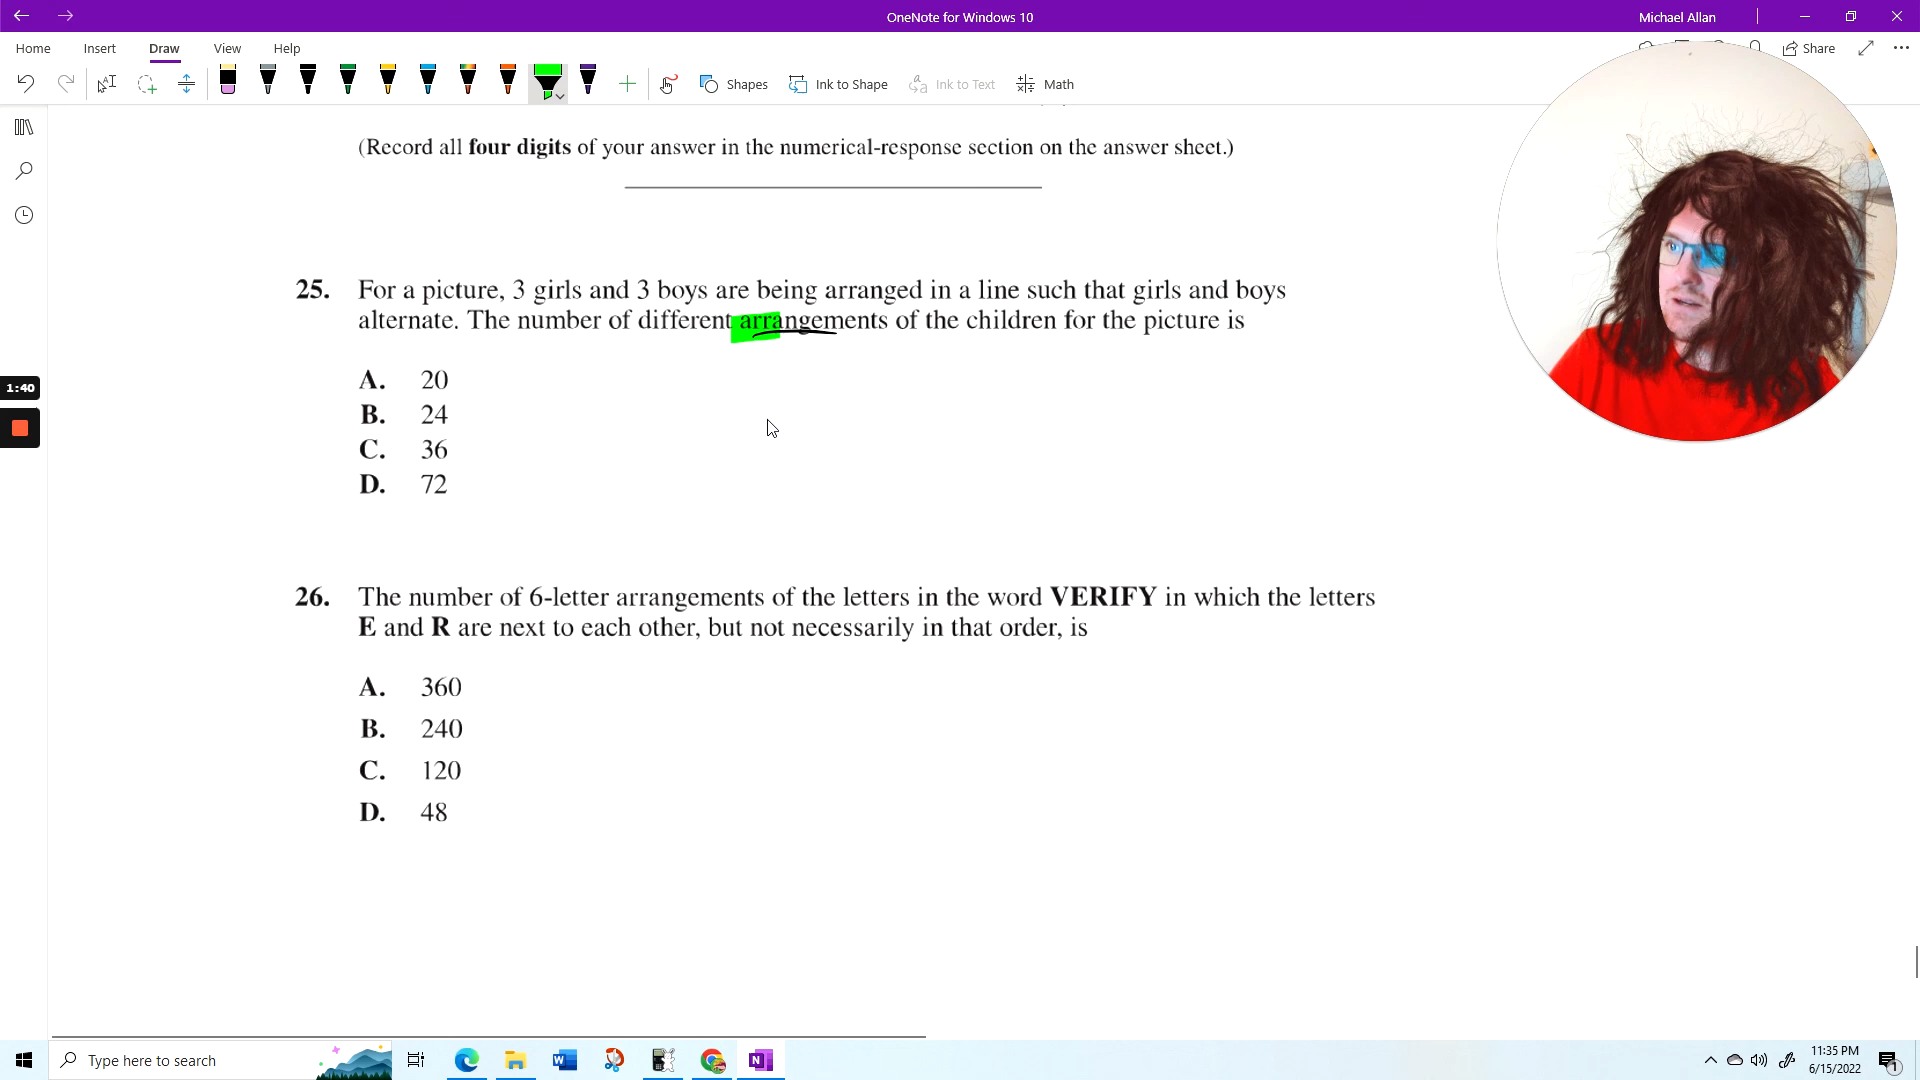 OneNote for Windows 10
Michael Allan
Home Insert Draw View Help
Share
Shapes Ink to Shape Ink to Text Math
(Record all four digits of your answer in the numerical-response section on the answer sheet.)
25. For a picture, 3 girls and 3 boys are being arranged in a line such that girls and boys
alternate. The number of different arrangements of the children for the picture is
A. 20
B. 24
C. 36
D. 72
1:40
26. The number of 6-letter arrangements of the letters in the word VERIFY in which the letters
E and R are next to each other, but not necessarily in that order, is
A. 360
B. 240
C. 120
D. 48
Type here to search
11:35 PM
6/15/2022
1